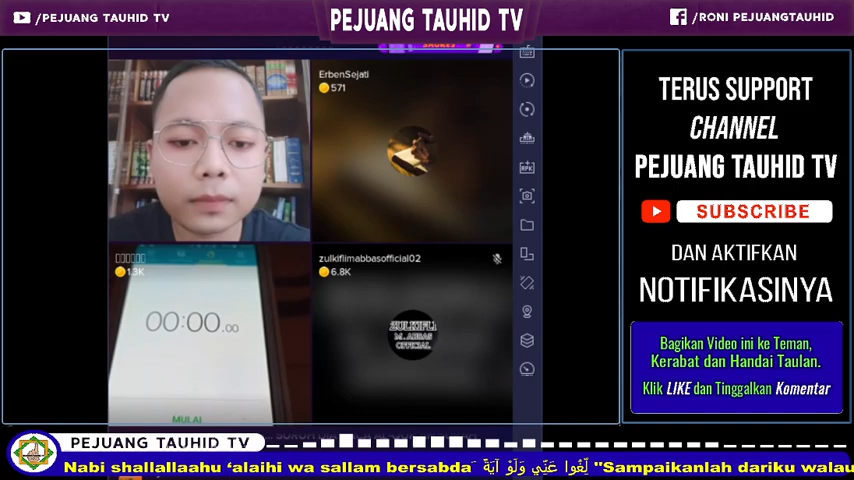 /PEJUANG TAUHID TV
PEJUANG TAUHID TV
/RONI PEJUANGTAUHID
ErbenSejati
571
1.3K
zulkiflimabbasofficial02
6.8K
00:00.00
MULAI
ZULKIFLI
M. ABBAS
OFFICIAL
TERUS SUPPORT
CHANNEL
PEJUANG TAUHID TV
SUBSCRIBE
DAN AKTIFKAN
NOTIFIKASINYA
Bagikan Video ini ke Teman,
Kerabat dan Handai Taulan.
Klik LIKE dan Tinggalkan Komentar
PEJUANG TAUHID TV
Nabi shallallaahu ‘alaihi wa sallam bersabda لِّغُوا عَنِّي وَلَوْ آيَةً "Sampaikanlah dariku walau